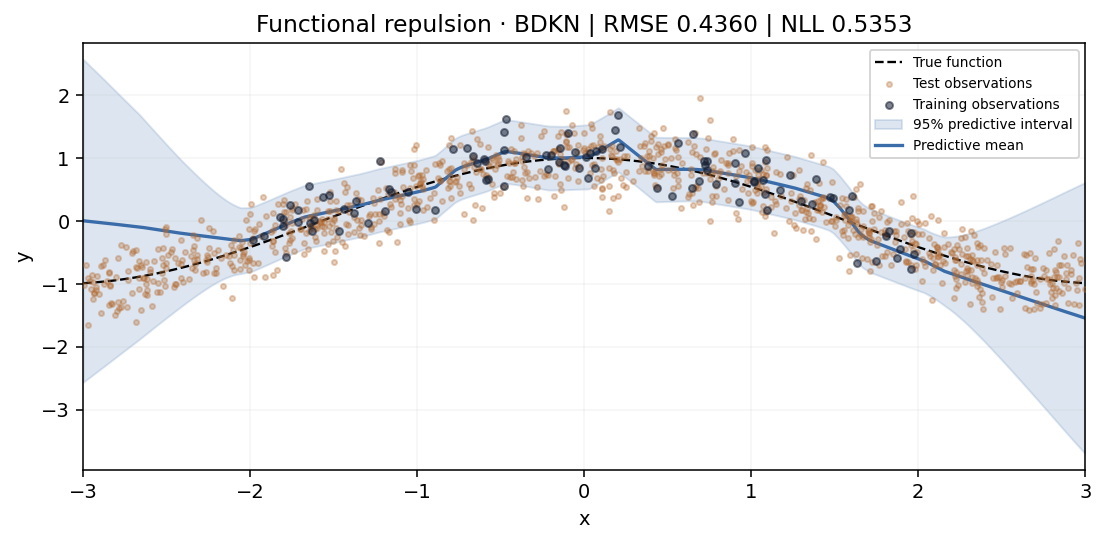 Functional repulsion · BDKN | RMSE 0.4360 | NLL 0.5353
True function
Test observations
Training observations
95% predictive interval
Predictive mean
y
2
1
0
−1
−2
−3
−3
−2
−1
0
1
2
3
x